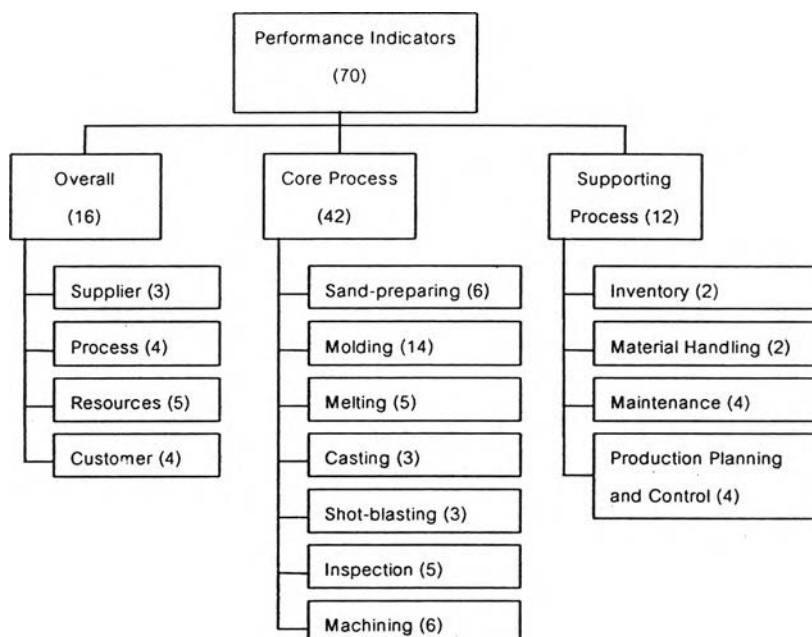 Performance Indicators
(70)
Overall
(16)
Core Process
(42)
Supporting
Process (12)
Supplier (3)
Process (4)
Resources (5)
Customer (4)
Sand-preparing (6)
Molding (14)
Melting (5)
Casting (3)
Shot-blasting (3)
Inspection (5)
Machining (6)
Inventory (2)
Material Handling (2)
Maintenance (4)
Production Planning
and Control (4)